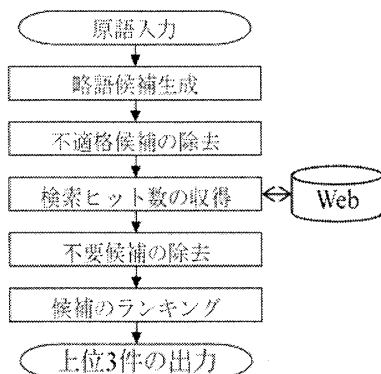 原語入力
略語候補生成
不適格候補の除去
検索ヒット数の取得
Web
不要候補の除去
候補のランキング
上位3件の出力